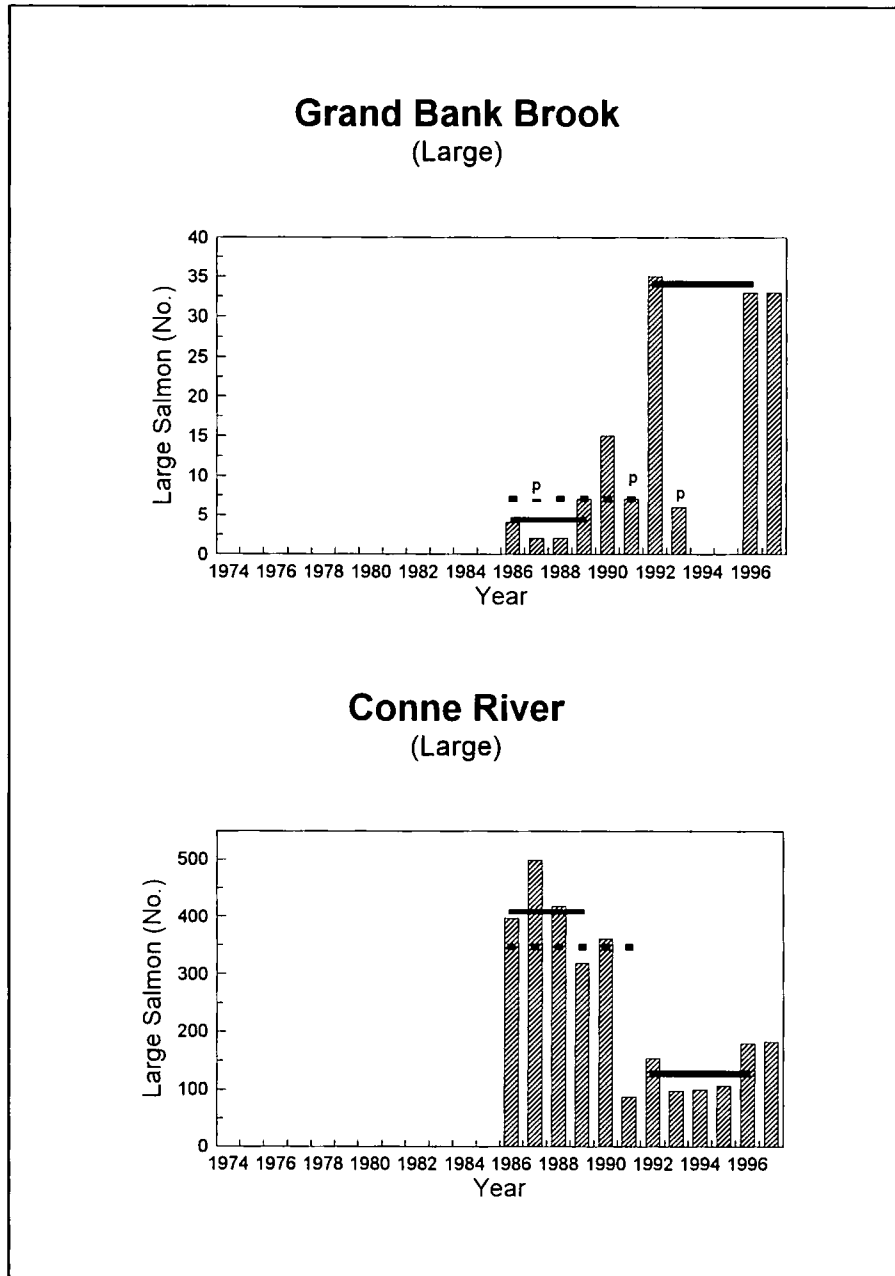 Grand Bank Brook
(Large)
40
35
30
25
20
15
10
5
0
Large Salmon (No.)
p
p
p
1974 1976 1978 1980 1982 1984 1986 1988 1990 1992 1994 1996
Year
Conne River
(Large)
500
400
300
200
100
0
Large Salmon (No.)
1974 1976 1978 1980 1982 1984 1986 1988 1990 1992 1994 1996
Year